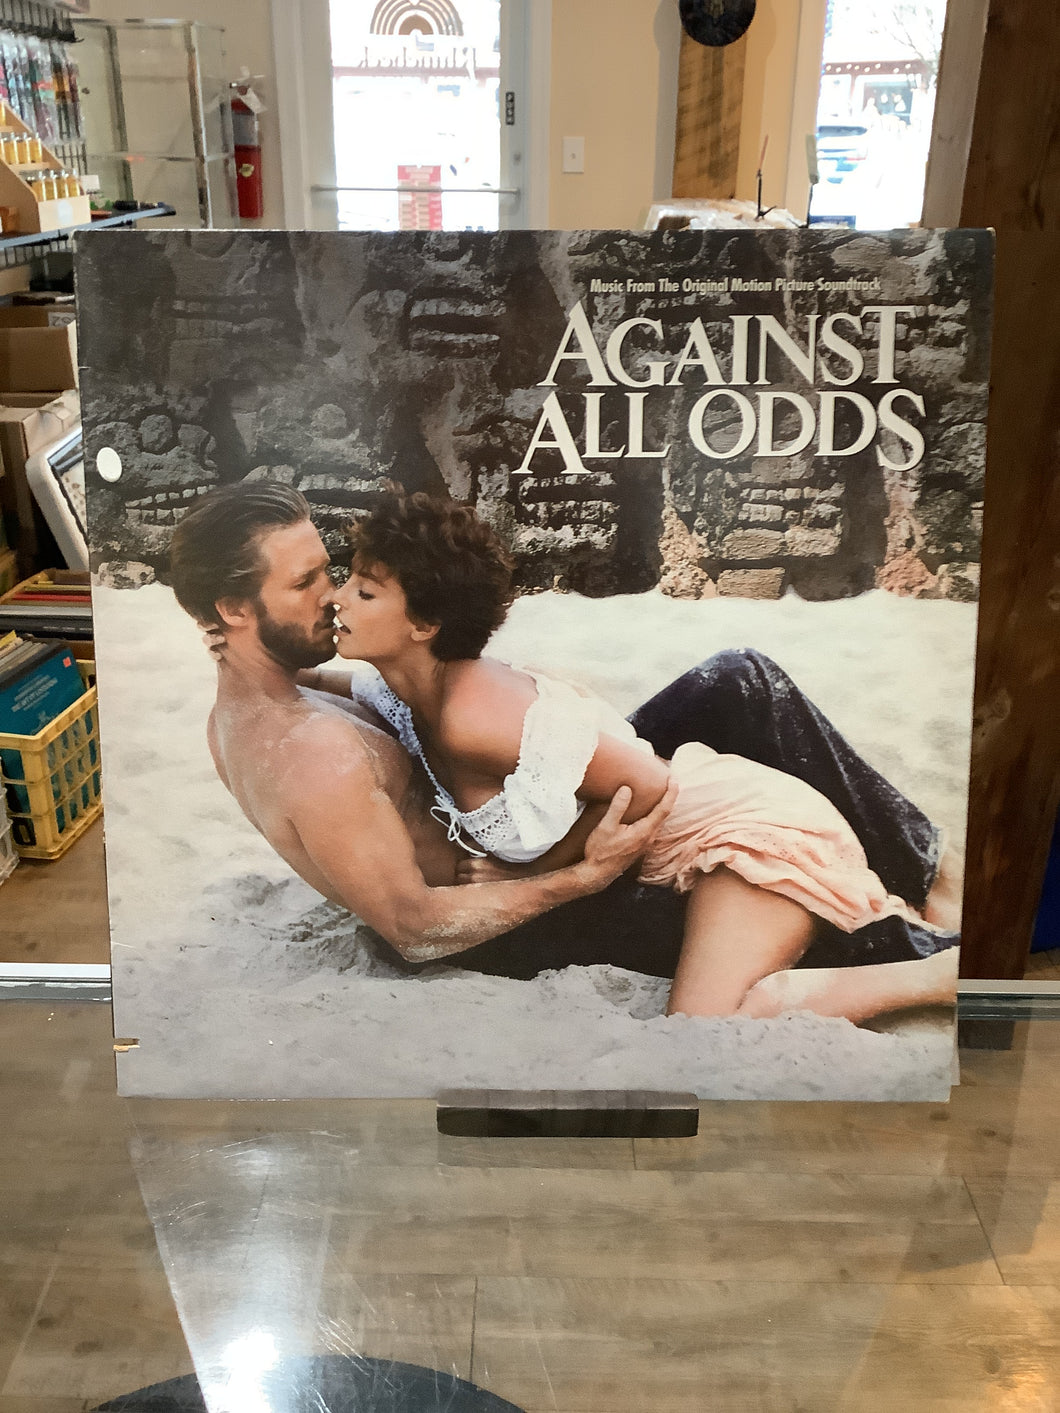 Music From The Original Motion Picture Soundtrack
AGAINST
ALL ODDS